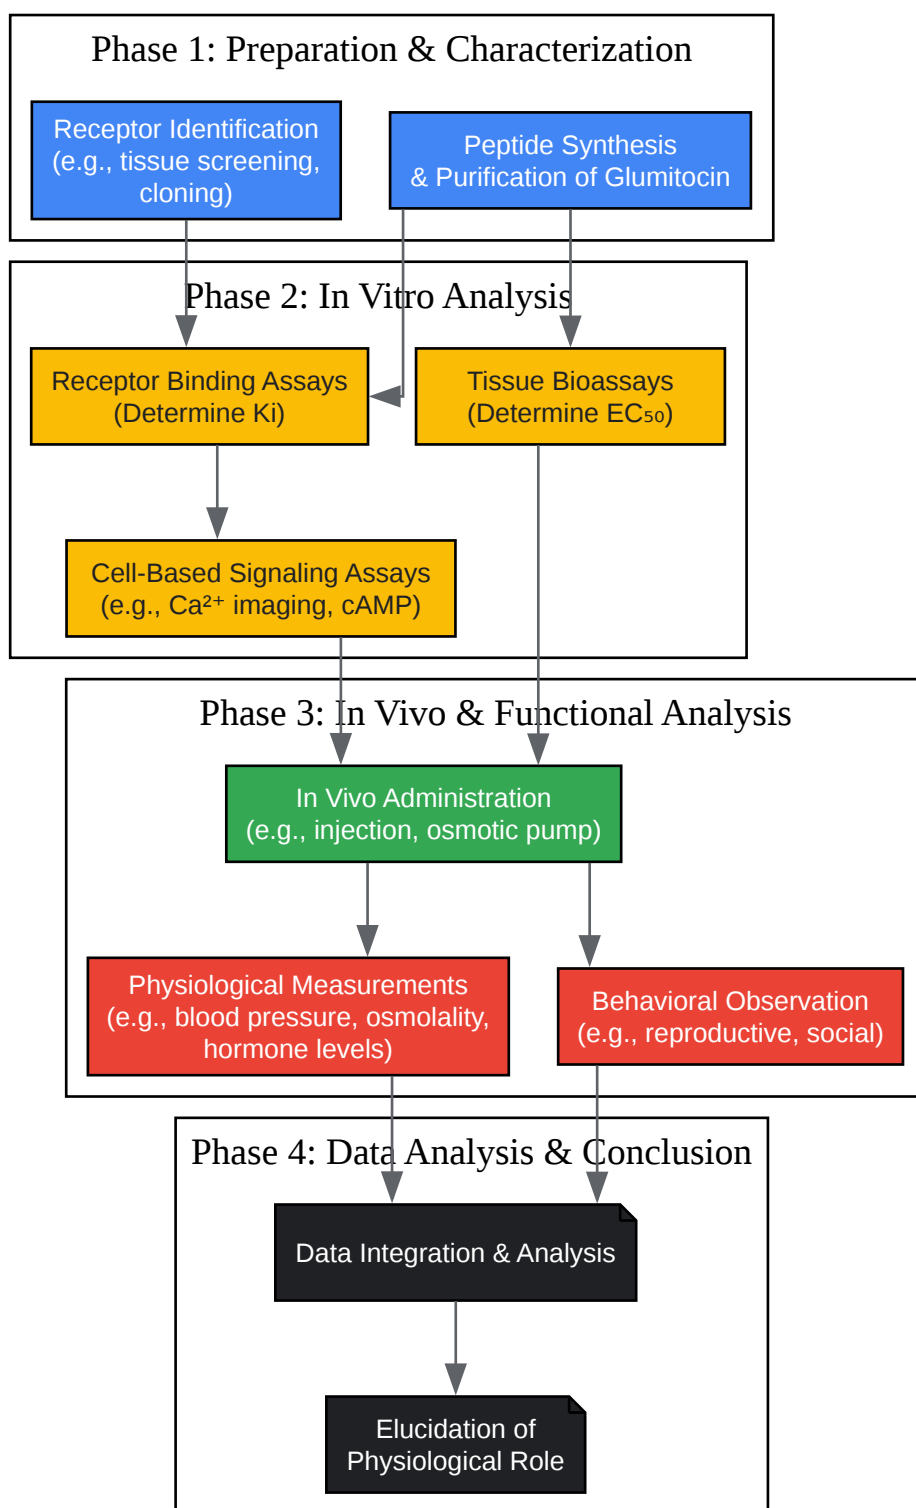 Phase 1: Preparation & Characterization
Receptor Identification
(e.g., tissue screening,
cloning)
Peptide Synthesis
& Purification of Glumitocin
Phase 2: In Vitro Analysis
Receptor Binding Assays
(Determine Ki)
Tissue Bioassays
(Determine EC₅₀)
Cell-Based Signaling Assays
(e.g., Ca²⁺ imaging, cAMP)
Phase 3: In Vivo & Functional Analysis
In Vivo Administration
(e.g., injection, osmotic pump)
Physiological Measurements
(e.g., blood pressure, osmolality,
hormone levels)
Behavioral Observation
(e.g., reproductive, social)
Phase 4: Data Analysis & Conclusion
Data Integration & Analysis
Elucidation of
Physiological Role